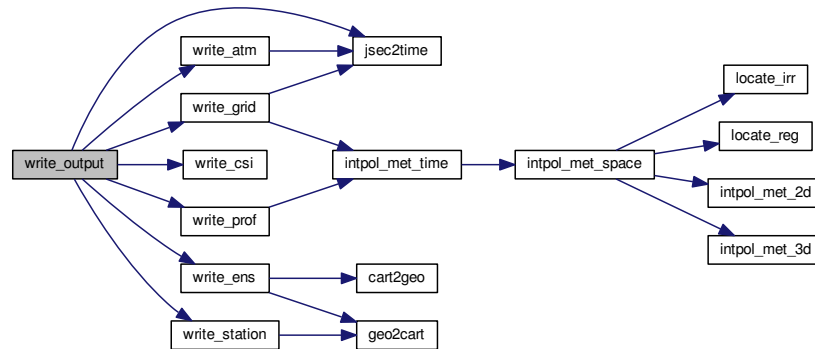 write_output
write_atm
write_grid
write_csi
write_prof
write_ens
write_station
jsec2time
intpol_met_time
cart2geo
geo2cart
intpol_met_space
locate_irr
locate_reg
intpol_met_2d
intpol_met_3d